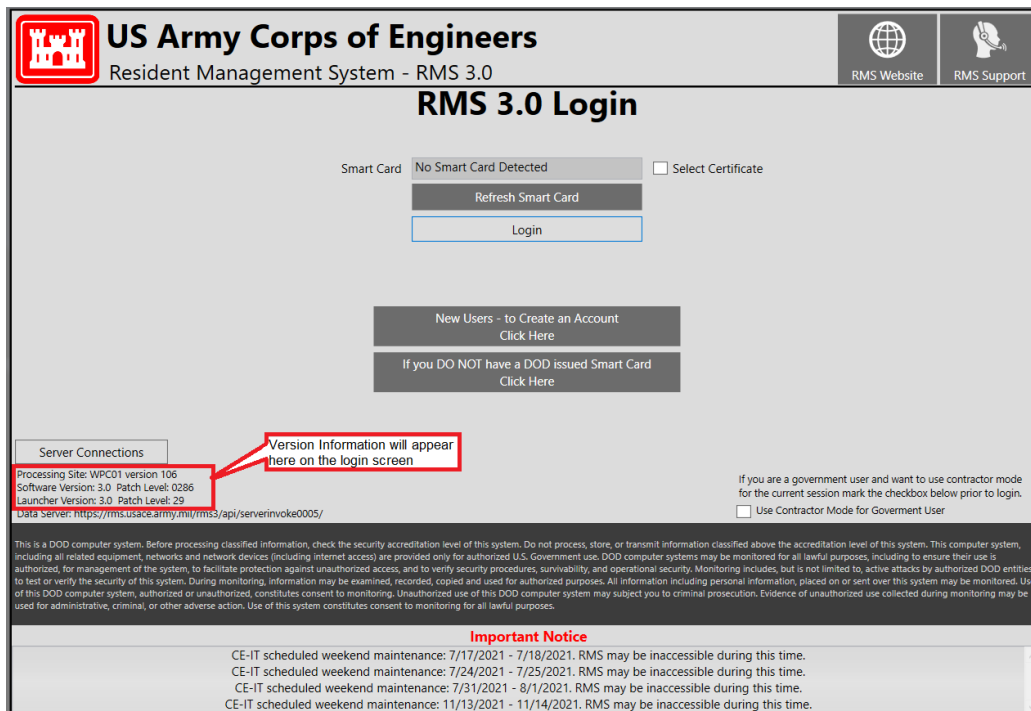 US Army Corps of Engineers
Resident Management System - RMS 3.0
RMS Website
RMS Support
RMS 3.0 Login
Smart Card
No Smart Card Detected
Select Certificate
Refresh Smart Card
Login
New Users - to Create an Account
Click Here
If you DO NOT have a DOD issued Smart Card
Click Here
Server Connections
Version Information will appear
here on the login screen
Processing Site: WPC01 version 106
Software Version: 3.0 Patch Level: 0286
Launcher Version: 3.0 Patch Level: 29
Data Server: https://rms.usace.army.mil/rms3/api/serverinvoke0005/
If you are a government user and want to use contractor mode
for the current session mark the checkbox below prior to login.
Use Contractor Mode for Goverment User
This is a DOD computer system. Before processing classified information, check the security accreditation level of this system. Do not process, store, or transmit information classified above the accreditation level of this system. This computer system,
including all related equipment, networks and network devices (including internet access) are provided only for authorized U.S. Government use. DOD computer systems may be monitored for all lawful purposes, including to ensure their use is
authorized, for management of the system, to facilitate protection against unauthorized access, and to verify security procedures, survivability, and operational security. Monitoring includes, but is not limited to, active attacks by authorized DOD entities
to test or verify the security of this system. During monitoring, information may be examined, recorded, copied and used for authorized purposes. All information including personal information, placed on or sent over this system may be monitored. Us
of this DOD computer system, authorized or unauthorized, constitutes consent to monitoring. Unauthorized use of this DOD computer system may subject you to criminal prosecution. Evidence of unauthorized use collected during monitoring may be
used for administrative, criminal, or other adverse action. Use of this system constitutes consent to monitoring for all lawful purposes.
Important Notice
CE-IT scheduled weekend maintenance: 7/17/2021 - 7/18/2021. RMS may be inaccessible during this time.
CE-IT scheduled weekend maintenance: 7/24/2021 - 7/25/2021. RMS may be inaccessible during this time.
CE-IT scheduled weekend maintenance: 7/31/2021 - 8/1/2021. RMS may be inaccessible during this time.
CE-IT scheduled weekend maintenance: 11/13/2021 - 11/14/2021. RMS may be inaccessible during this time.